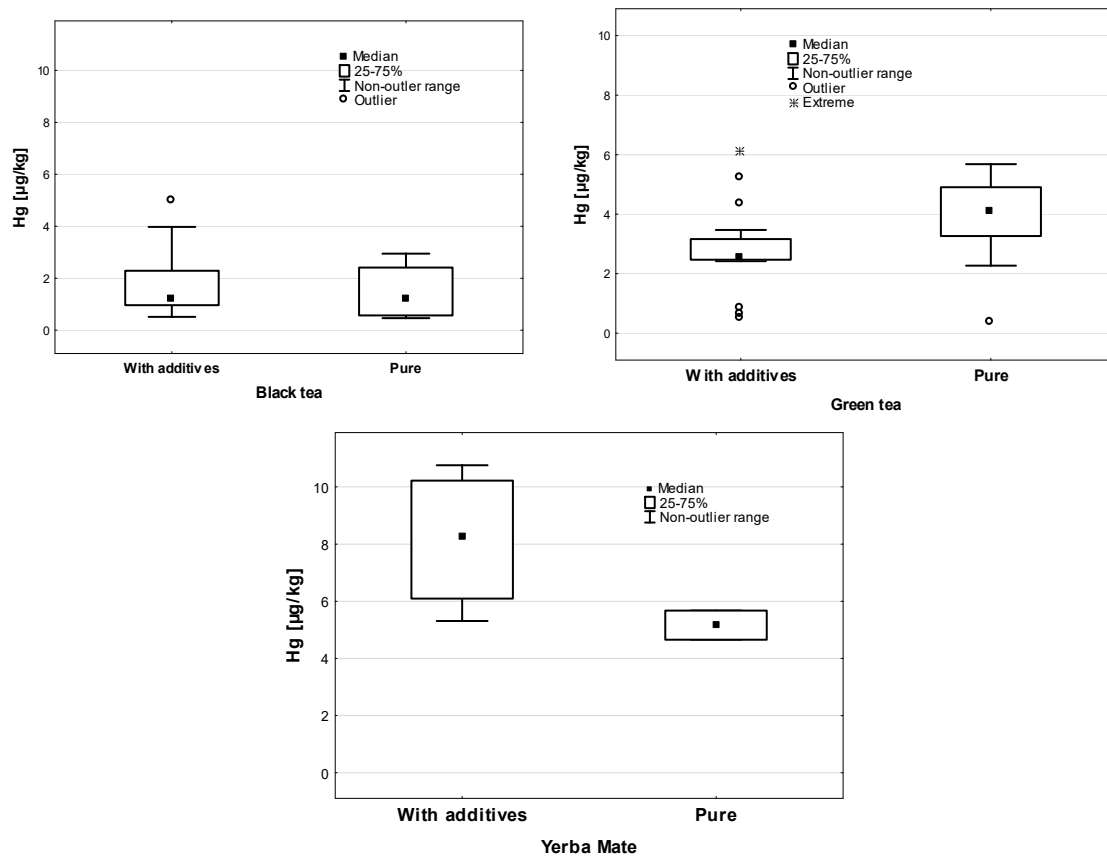 Median
25-75%
Non-outler range
Outlier
10
8
6
4
2
0
Hg [µg/kg]
With additives Pure
Black tea
Median
25-75%
Non-outlier range
Outlier
Extreme
10
8
6
4
2
0
Hg [µg/kg]
With additives Pure
Green tea
Median
25-75%
Non-outlier range
10
8
6
4
2
0
Hg [µg/kg]
With additives Pure
Yerba Mate